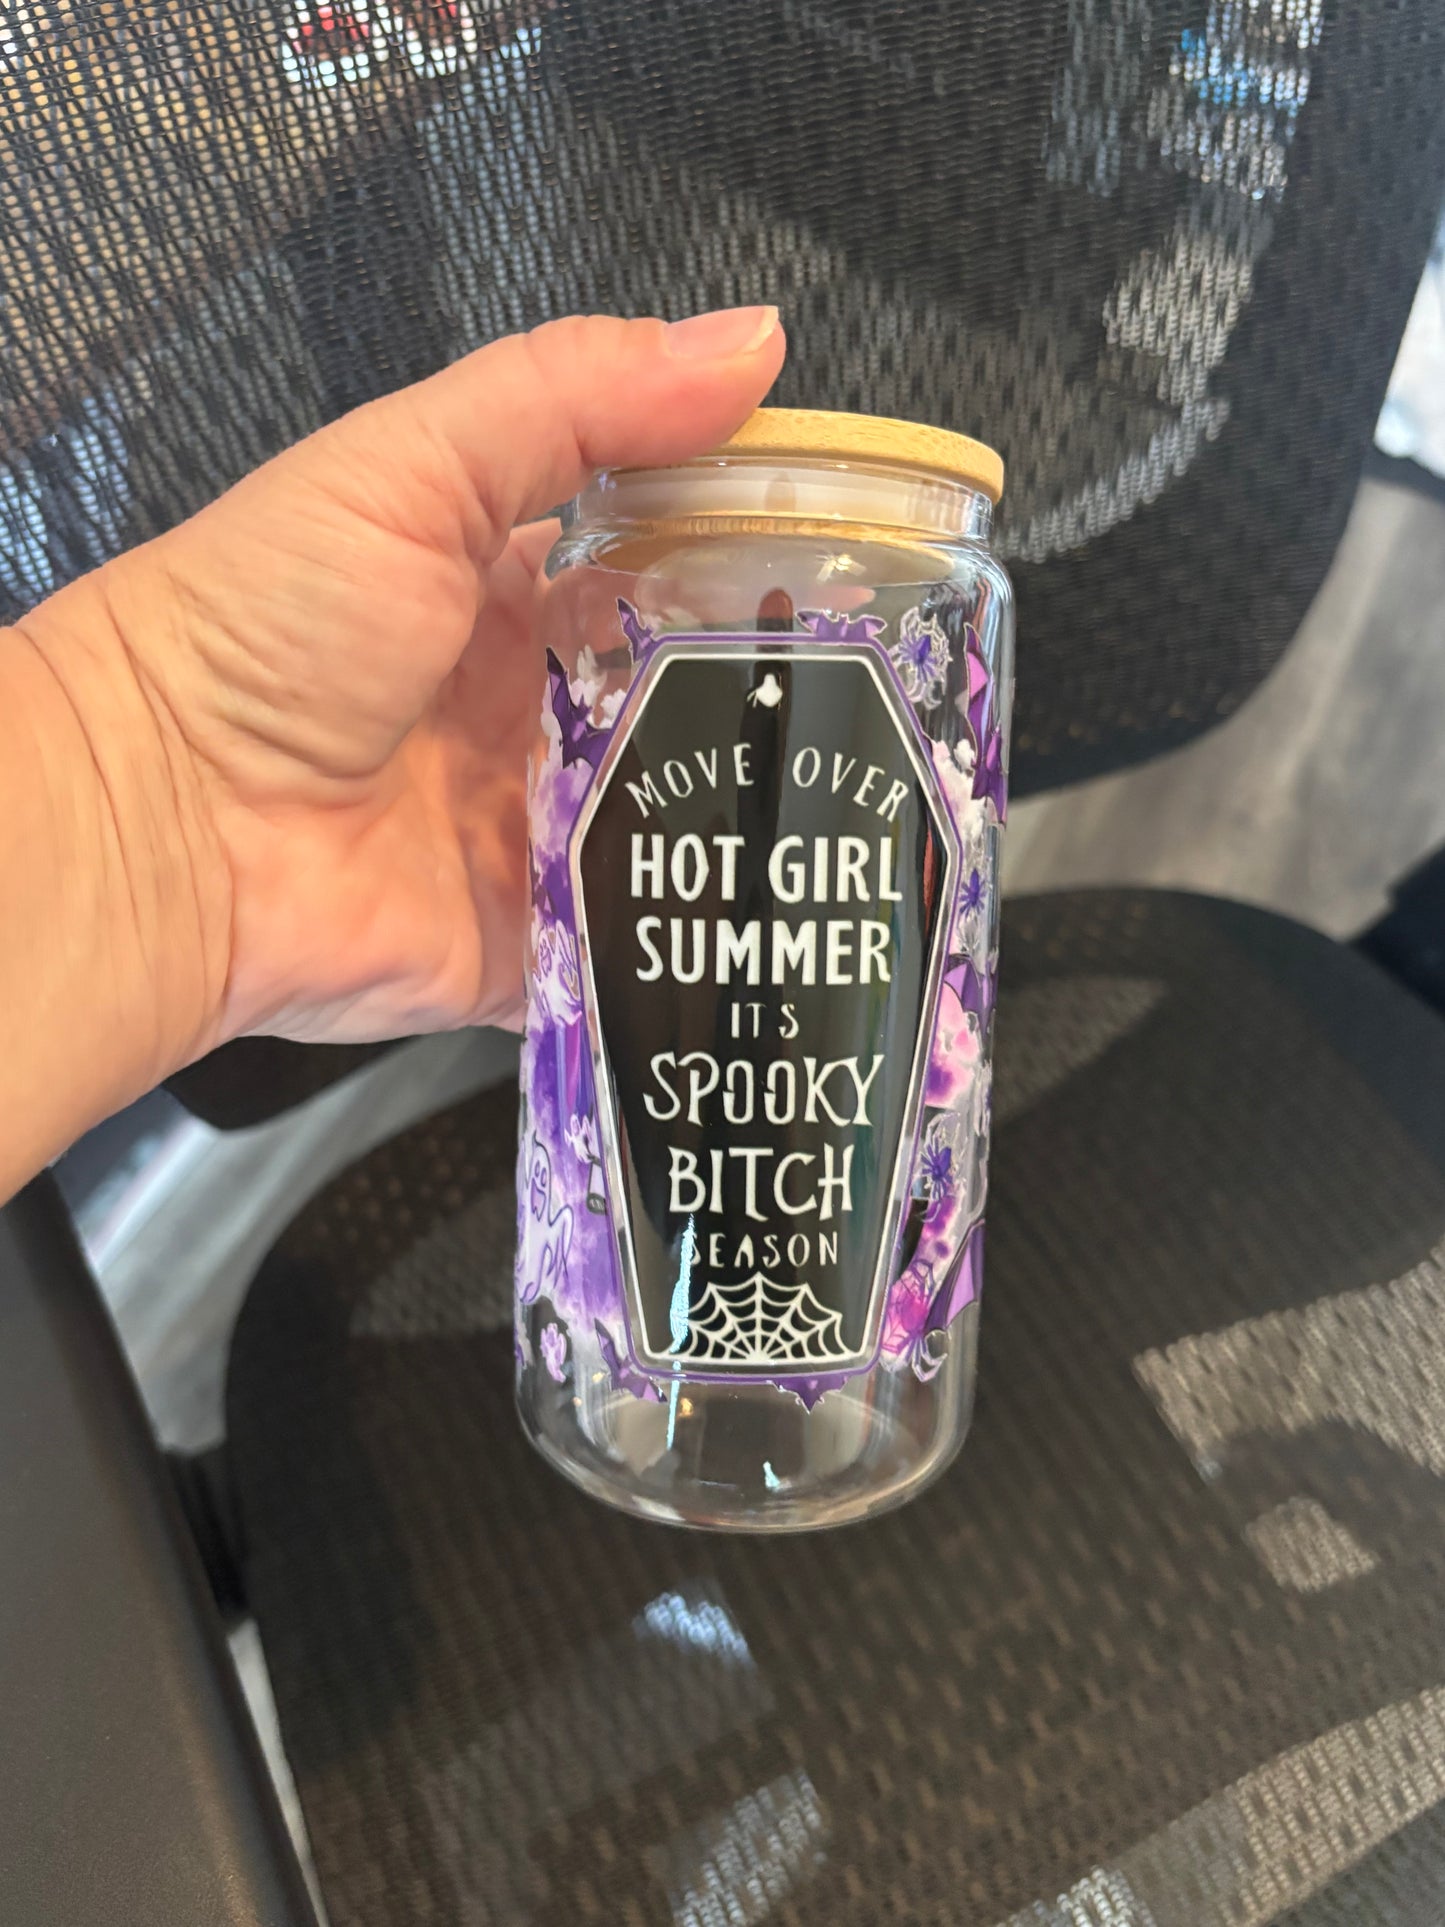 MOVE OVER
HOT GIRL
SUMMER
ITS
SPOOKY
BITCH
SEASON